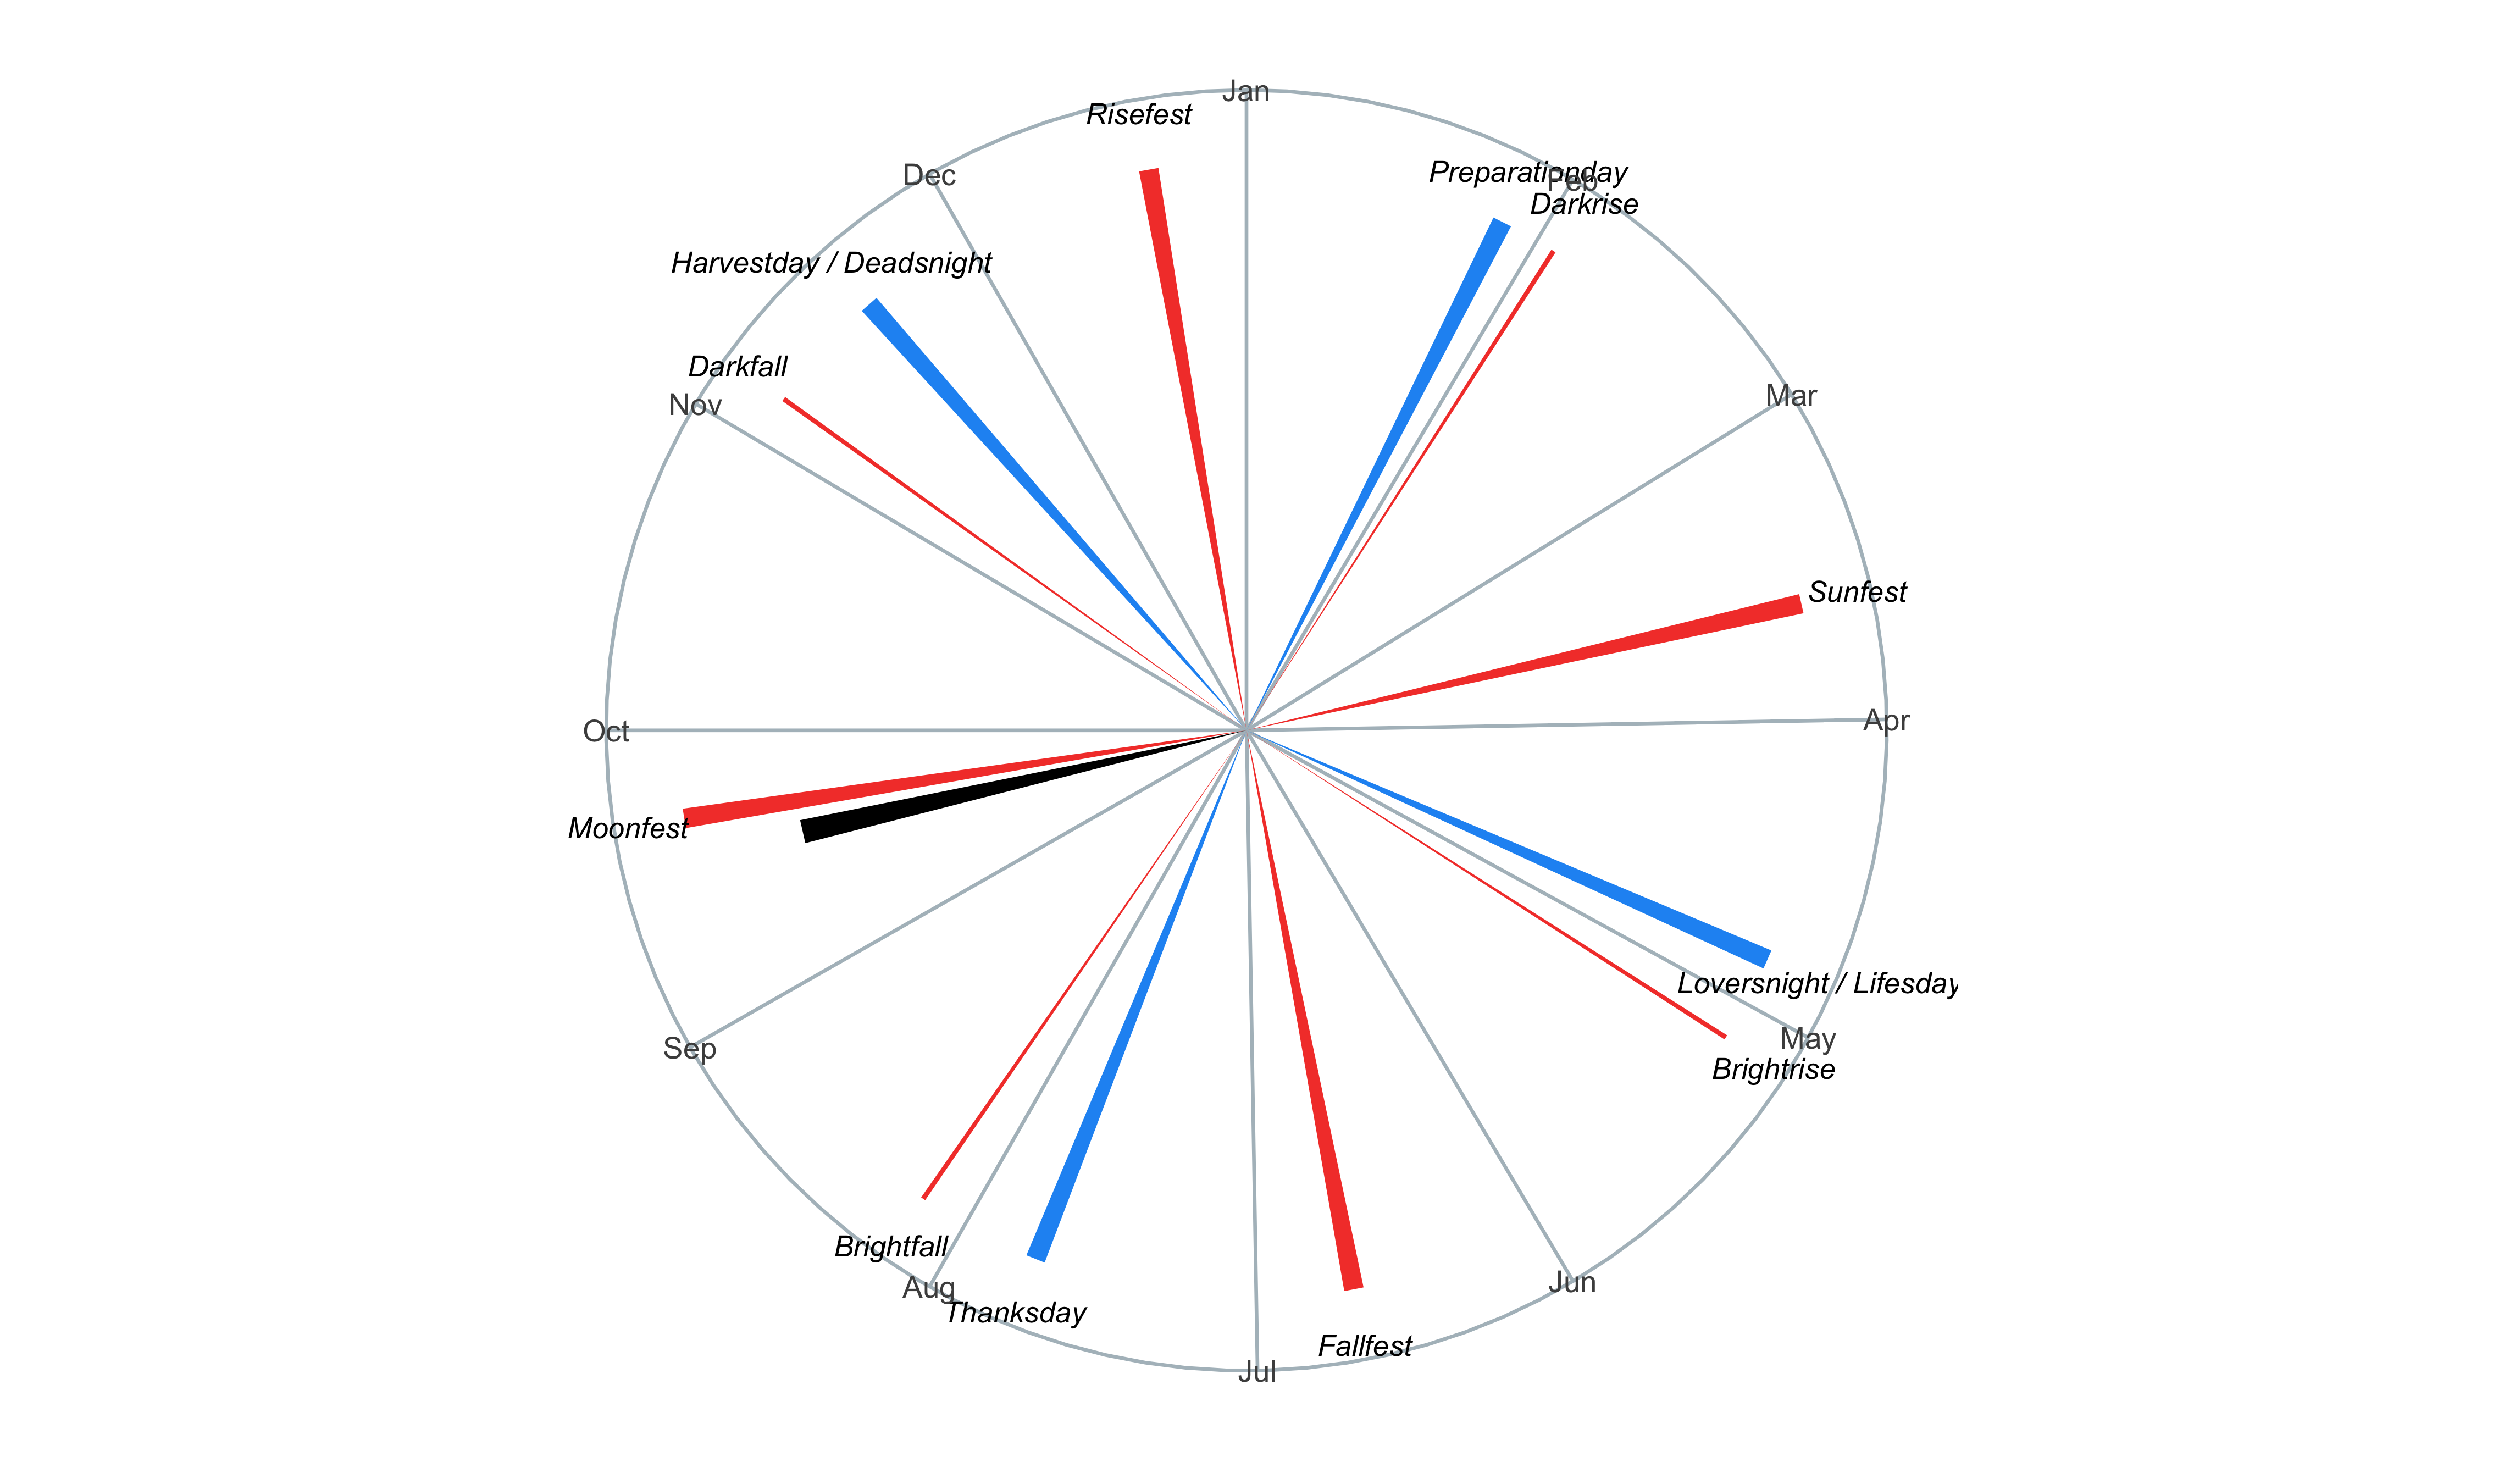 Jan
Risefest
Preparationday
Feb
Dec
Darkrise
Harvestday / Deadsnight
Darkfall
Mar
Nov
Sunfest
Apr
Oct
Moonfest
Loversnight / Lifesday
May
Sep
Brightrise
Brightfall
Jun
Aug
Thanksday
Fallfest
Jul